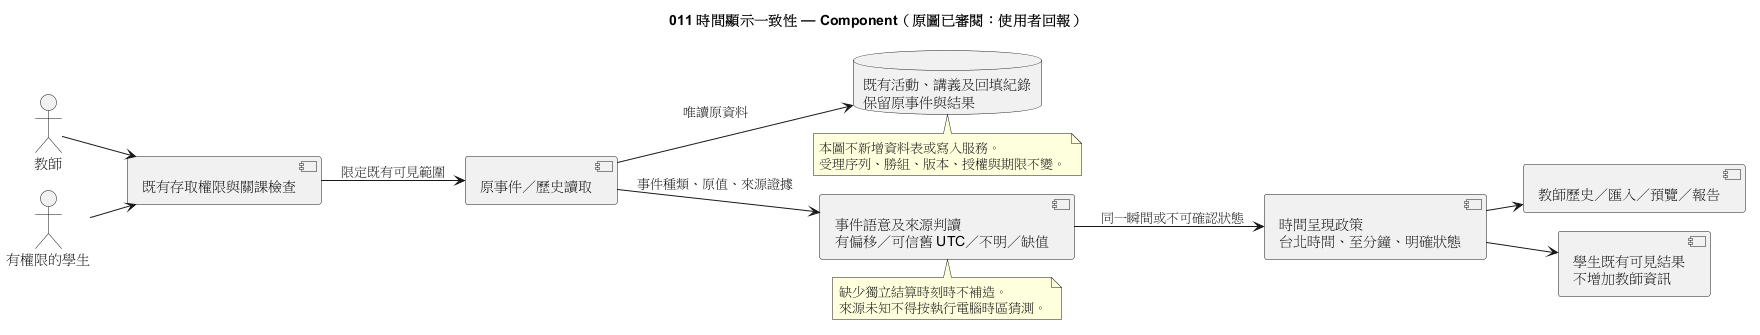 011 時間顯示一致性 — Component（原圖已審閱：使用者回報）
教師
有權限的學生
既有存取權限與關課檢查
限定既有可見範圍
原事件／歷史讀取
唯讀原資料
既有活動、講義及回填紀錄
保留原事件與結果
本圖不新增資料表或寫入服務。
受理序列、勝組、版本、授權與期限不變。
事件種類、原值、來源證據
事件語意及來源判讀
有偏移／可信舊 UTC／不明／缺值
缺少獨立結算時刻時不補造。
來源未知不得按執行電腦時區猜測。
同一瞬間或不可確認狀態
時間呈現政策
台北時間、至分鐘、明確狀態
教師歷史／匯入／預覽／報告
學生既有可見結果
不增加教師資訊